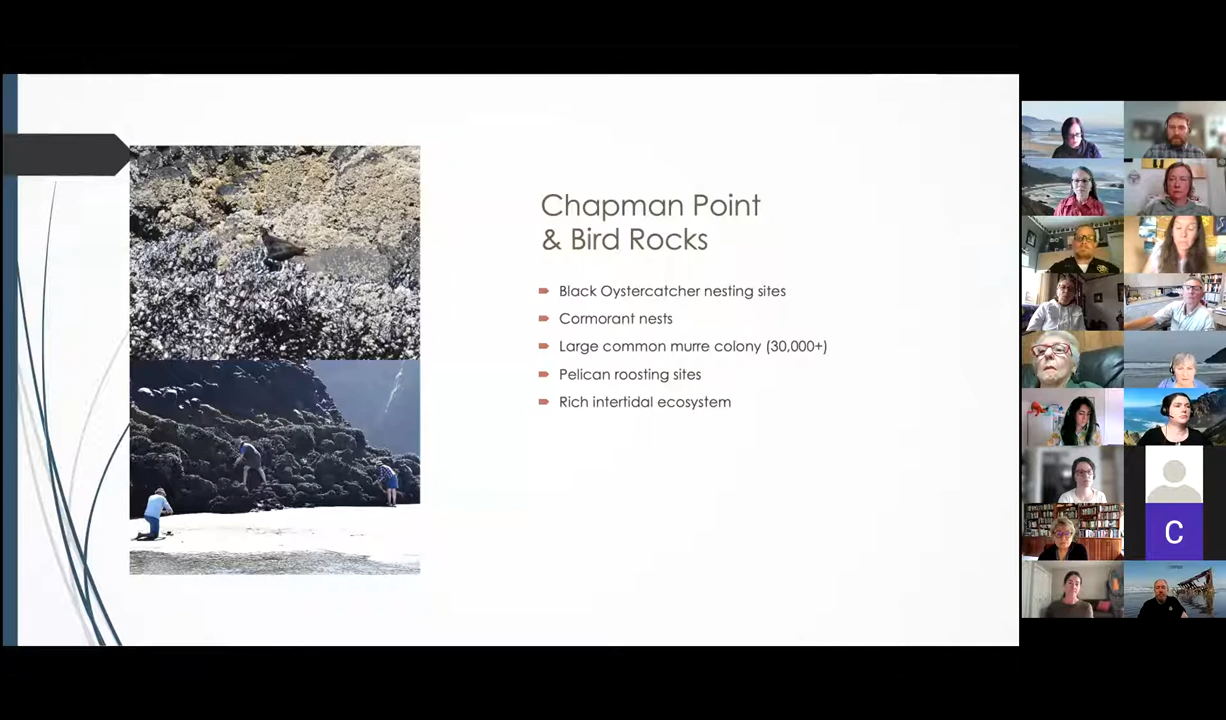 Chapman Point
& Bird Rocks
Black Oystercatcher nesting sites
Cormorant nests
Large common murre colony (30,000+)
Pelican roosting sites
Rich intertidal ecosystem
C